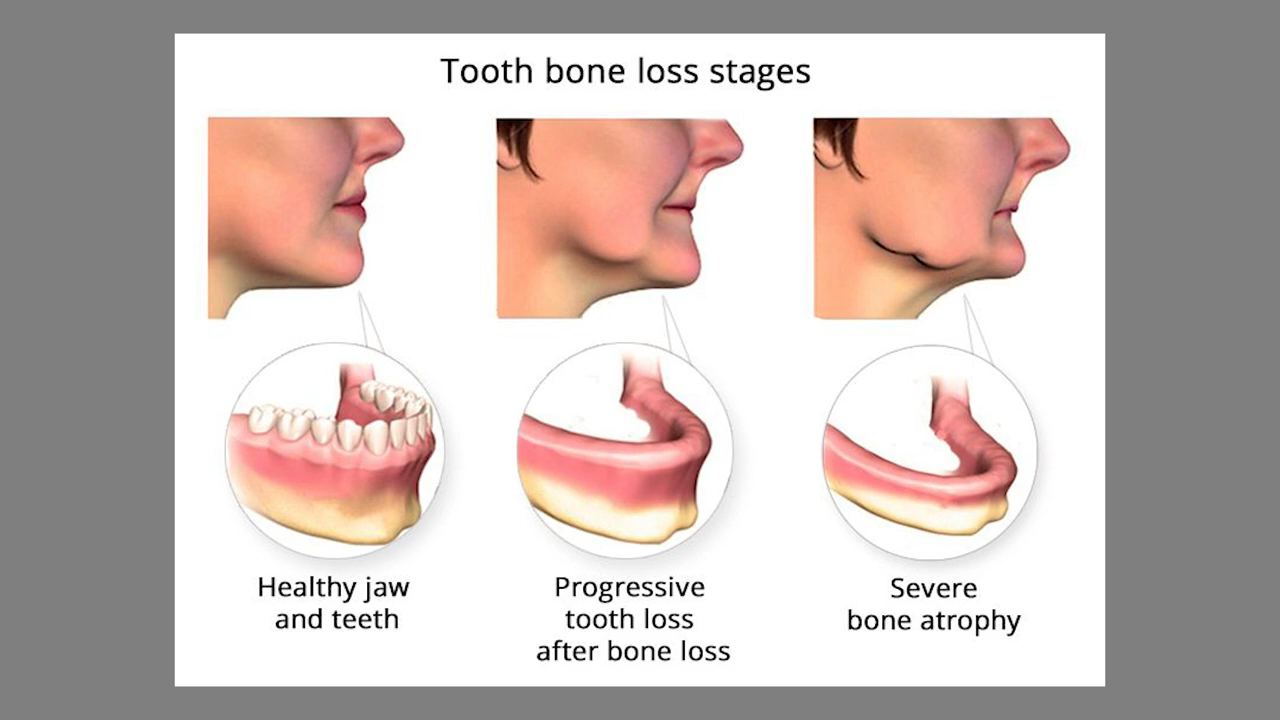 Tooth bone loss stages
Healthy jaw
and teeth
Progressive
tooth loss
after bone loss
Severe
bone atrophy